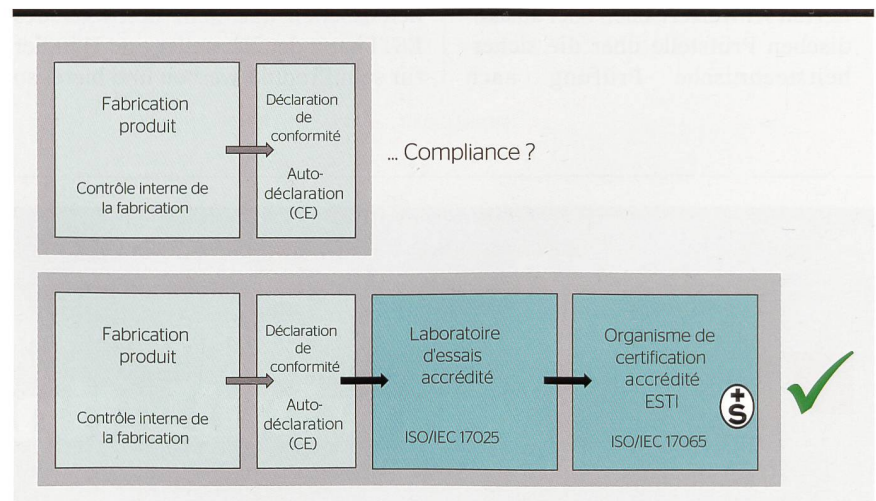 Fabrication
produit
Contrôle interne de
la fabrication
Déclaration
de
conformité
Auto-
déclaration
(CE)
... Compliance ?
Fabrication
produit
Contrôle interne de
la fabrication
Déclaration
de
conformité
Auto-
déclaration
(CE)
Laboratoire
d'essais
accrédité
ISO/IEC 17025
Organisme de
certification
accrédité
ESTI
ISO/IEC 17065
+
S